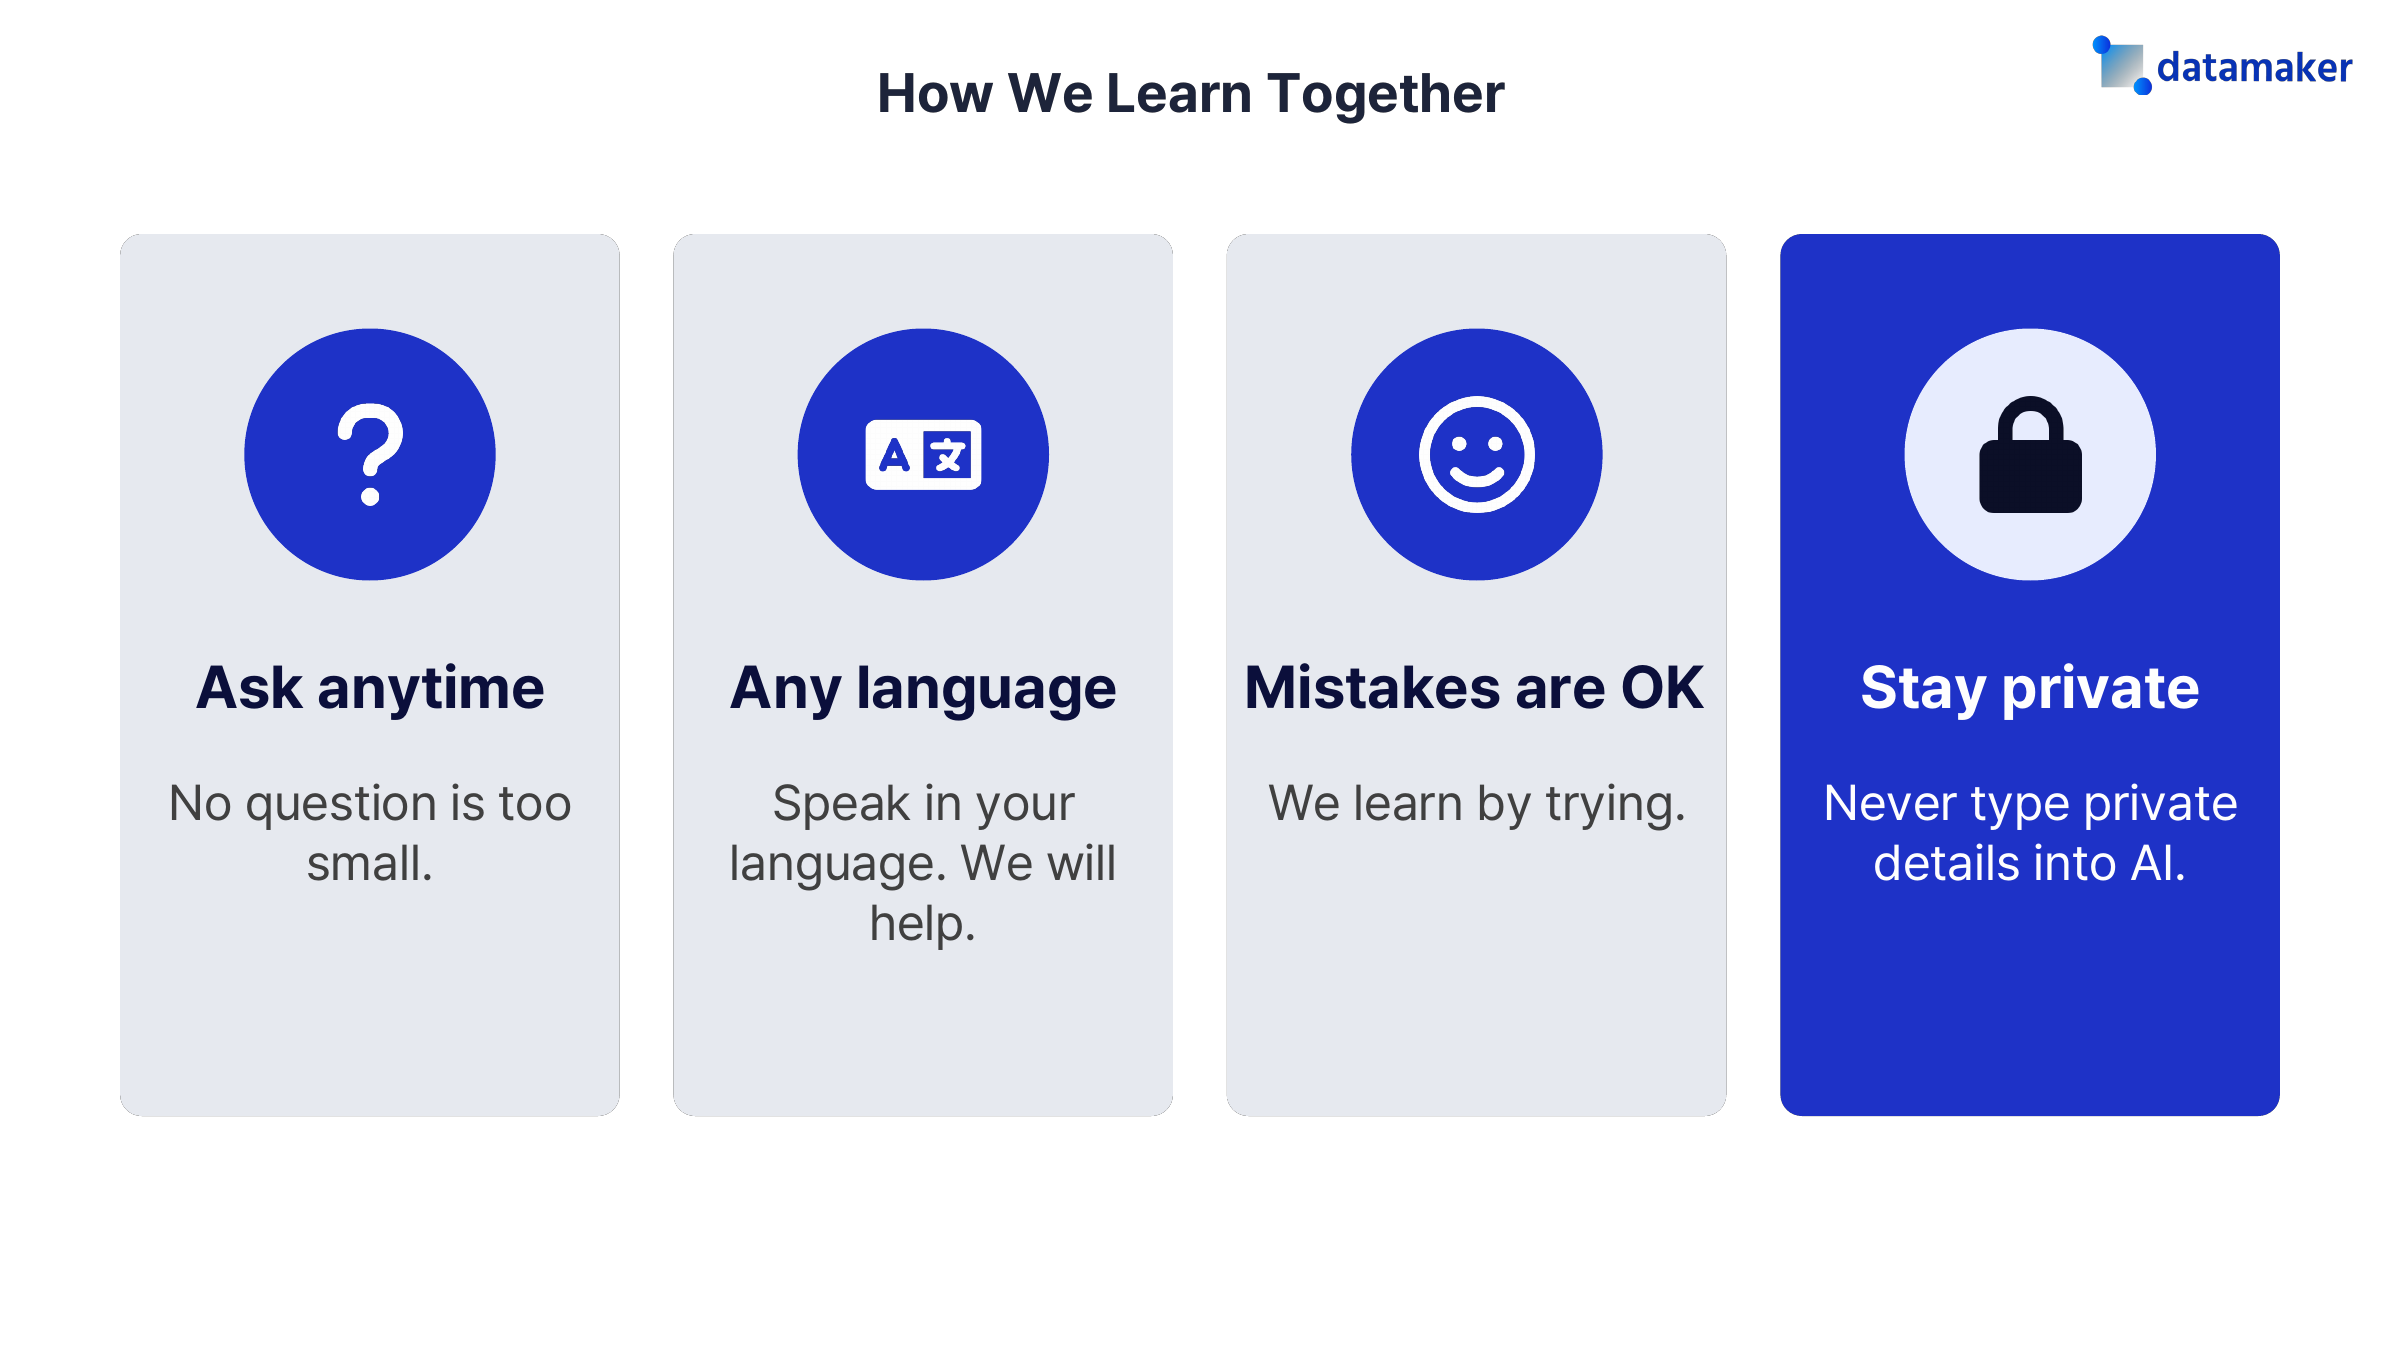 How We Learn Together
datamaker
A 文
Ask anytime
No question is too
small.
Any language
Speak in your
language. We will
help.
Mistakes are OK
We learn by trying.
Stay private
Never type private
details into AI.